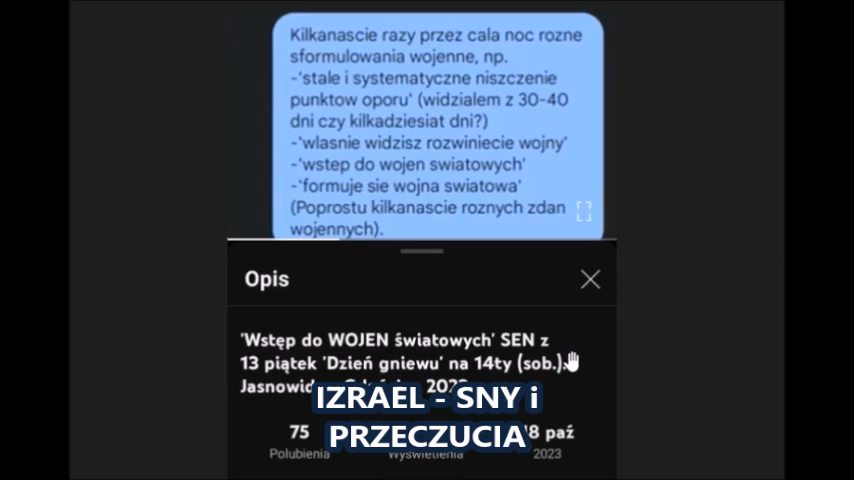 Kilkanascie razy przez cala noc rozne
sformulowania wojenne, np.
-'stale i systematyczne niszczenie
punktow oporu' (widzialem z 30-40
dni czy kilkadziesiat dni?)
-'wlasnie widzisz rozwiniecie wojny'
-'wstep do wojen swiatowych'
-'formuje sie wojna swiatowa'
(Poprostu kilkanascie roznych zdan
wojennych).
Opis
'Wstęp do WOJEN światowych' SEN z
13 piątek 'Dzień gniewu' na 14ty (sob.).
IZRAEL - SNY i
PRZECZUCIA
75
paź
Polubienia
Wyświetlenia
2023